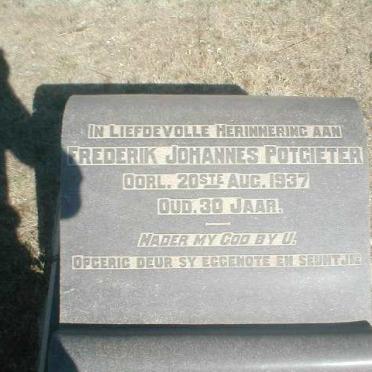 IN LIEFDEVOLLE HERINNERING AAN
FREDERIK JOHANNES POTGIETER
OORL. 20STE AUG. 1937
OUD. 30 JAAR.
NADER MY GOD BY U.
OPGERIG DEUR SY EGGENOTE EN SEUNTJIE